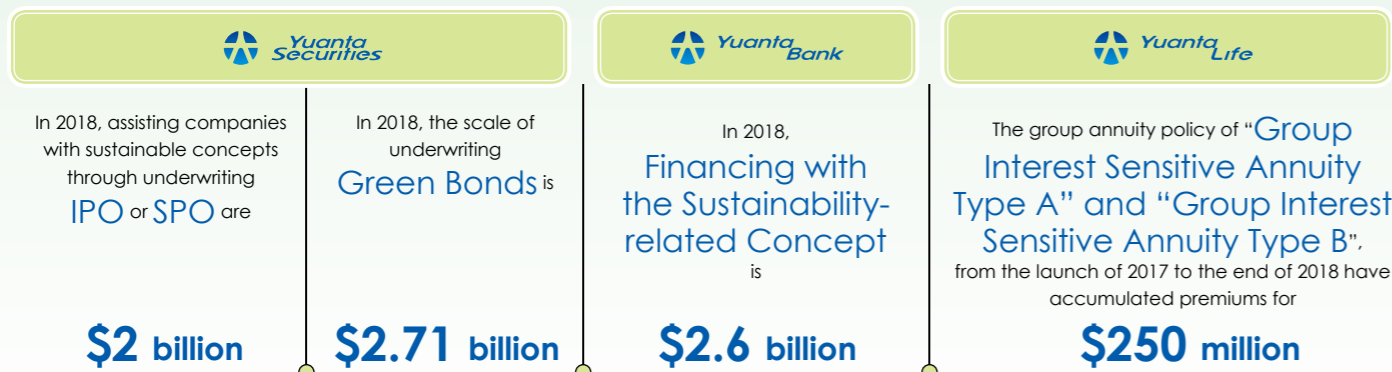 Yuanta
Securities
In 2018, assisting companies
with sustainable concepts
through underwriting
IPO or SPO are
$2 billion
In 2018, the scale of
underwriting
Green Bonds is
$2.71 billion
Yuanta
Bank
In 2018,
Financing with
the Sustainability-
related Concept
is
$2.6 billion
Yuanta
Life
The group annuity policy of “Group
Interest Sensitive Annuity
Type A” and “Group Interest
Sensitive Annuity Type B”,
from the launch of 2017 to the end of 2018 have
accumulated premiums for
$250 million